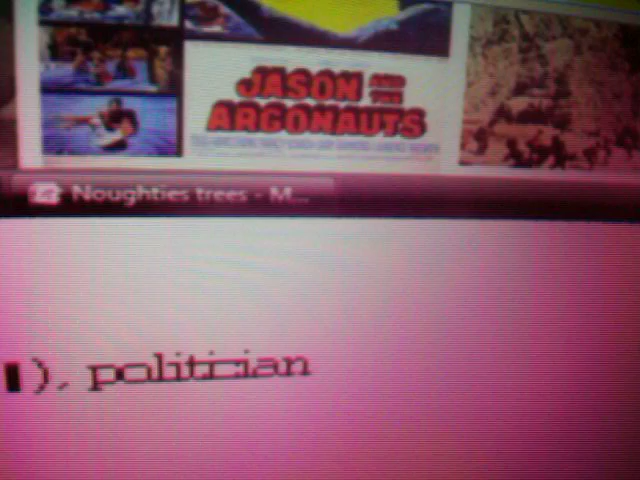 JASON AND THE
ARGONAUTS
Noughties trees - M...
), politician